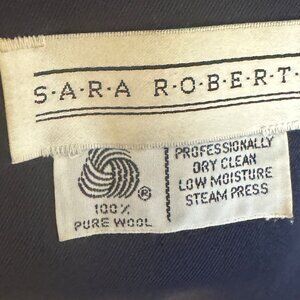 S·A·R·A R·O·B·E·R·T
®
100%
PURE WOOL
PROFESSIONALLY
DRY CLEAN
LOW MOISTURE
STEAM PRESS